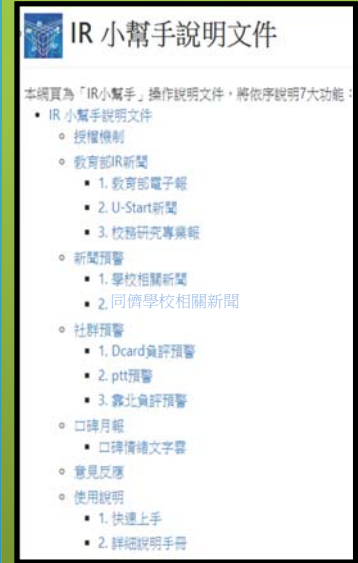 IR 小幫手說明文件
本網頁為「IR小幫手」操作說明文件，將依序說明7大功能：
IR 小幫手說明文件
授權機制
教育部IR新聞
1. 教育部電子報
2. U-Start新聞
3. 校務研究專業報
新聞預警
1. 學校相關新聞
2. 同儕學校相關新聞
社群預警
1. Dcard負評預警
2. ptt預警
3. 靠北負評預警
口碑月報
口碑情緒文字雲
意見反應
使用說明
1. 快速上手
2. 詳細說明手冊